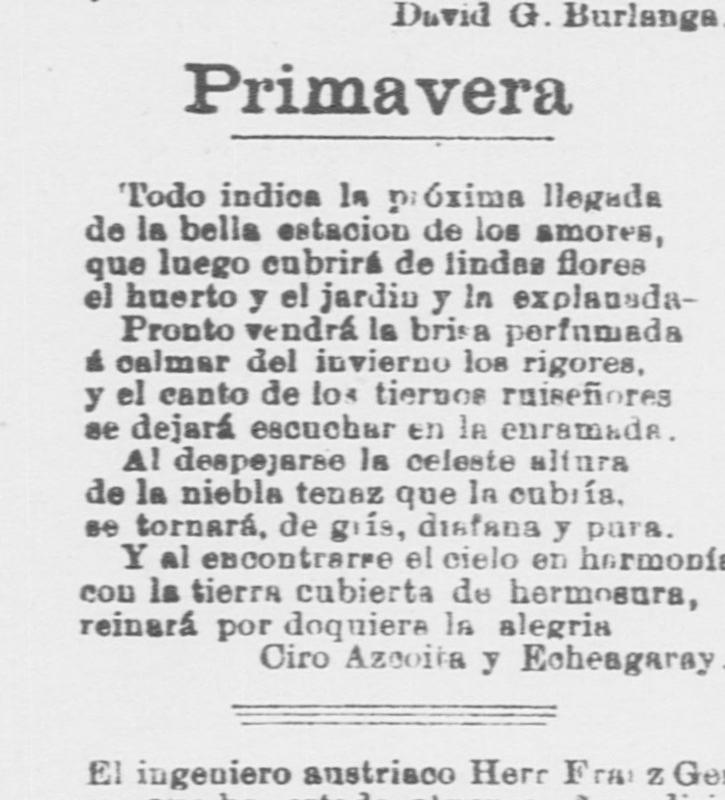 David G. Burlanga.
Primavera
Todo indica la próxima llegada
de la bella estacion de los amores,
que luego cubrirá de lindas flores
el huerto y el jardin y la explanada-
Pronto vendrá la brisa perfumada
á calmar del invierno los rigores,
y el canto de los tiernos ruiseñores
se dejará escuchar en la enramada.
Al despejarse la celeste altura
de la niebla tenaz que la cubría,
se tornará, de gris, diafana y pura.
Y al encontrarse el cielo en harmonía
con la tierra cubierta de hermosura,
reinará por doquiera la alegria
Ciro Azcoita y Echeagaray.
El ingeniero austriaco Herr Franz